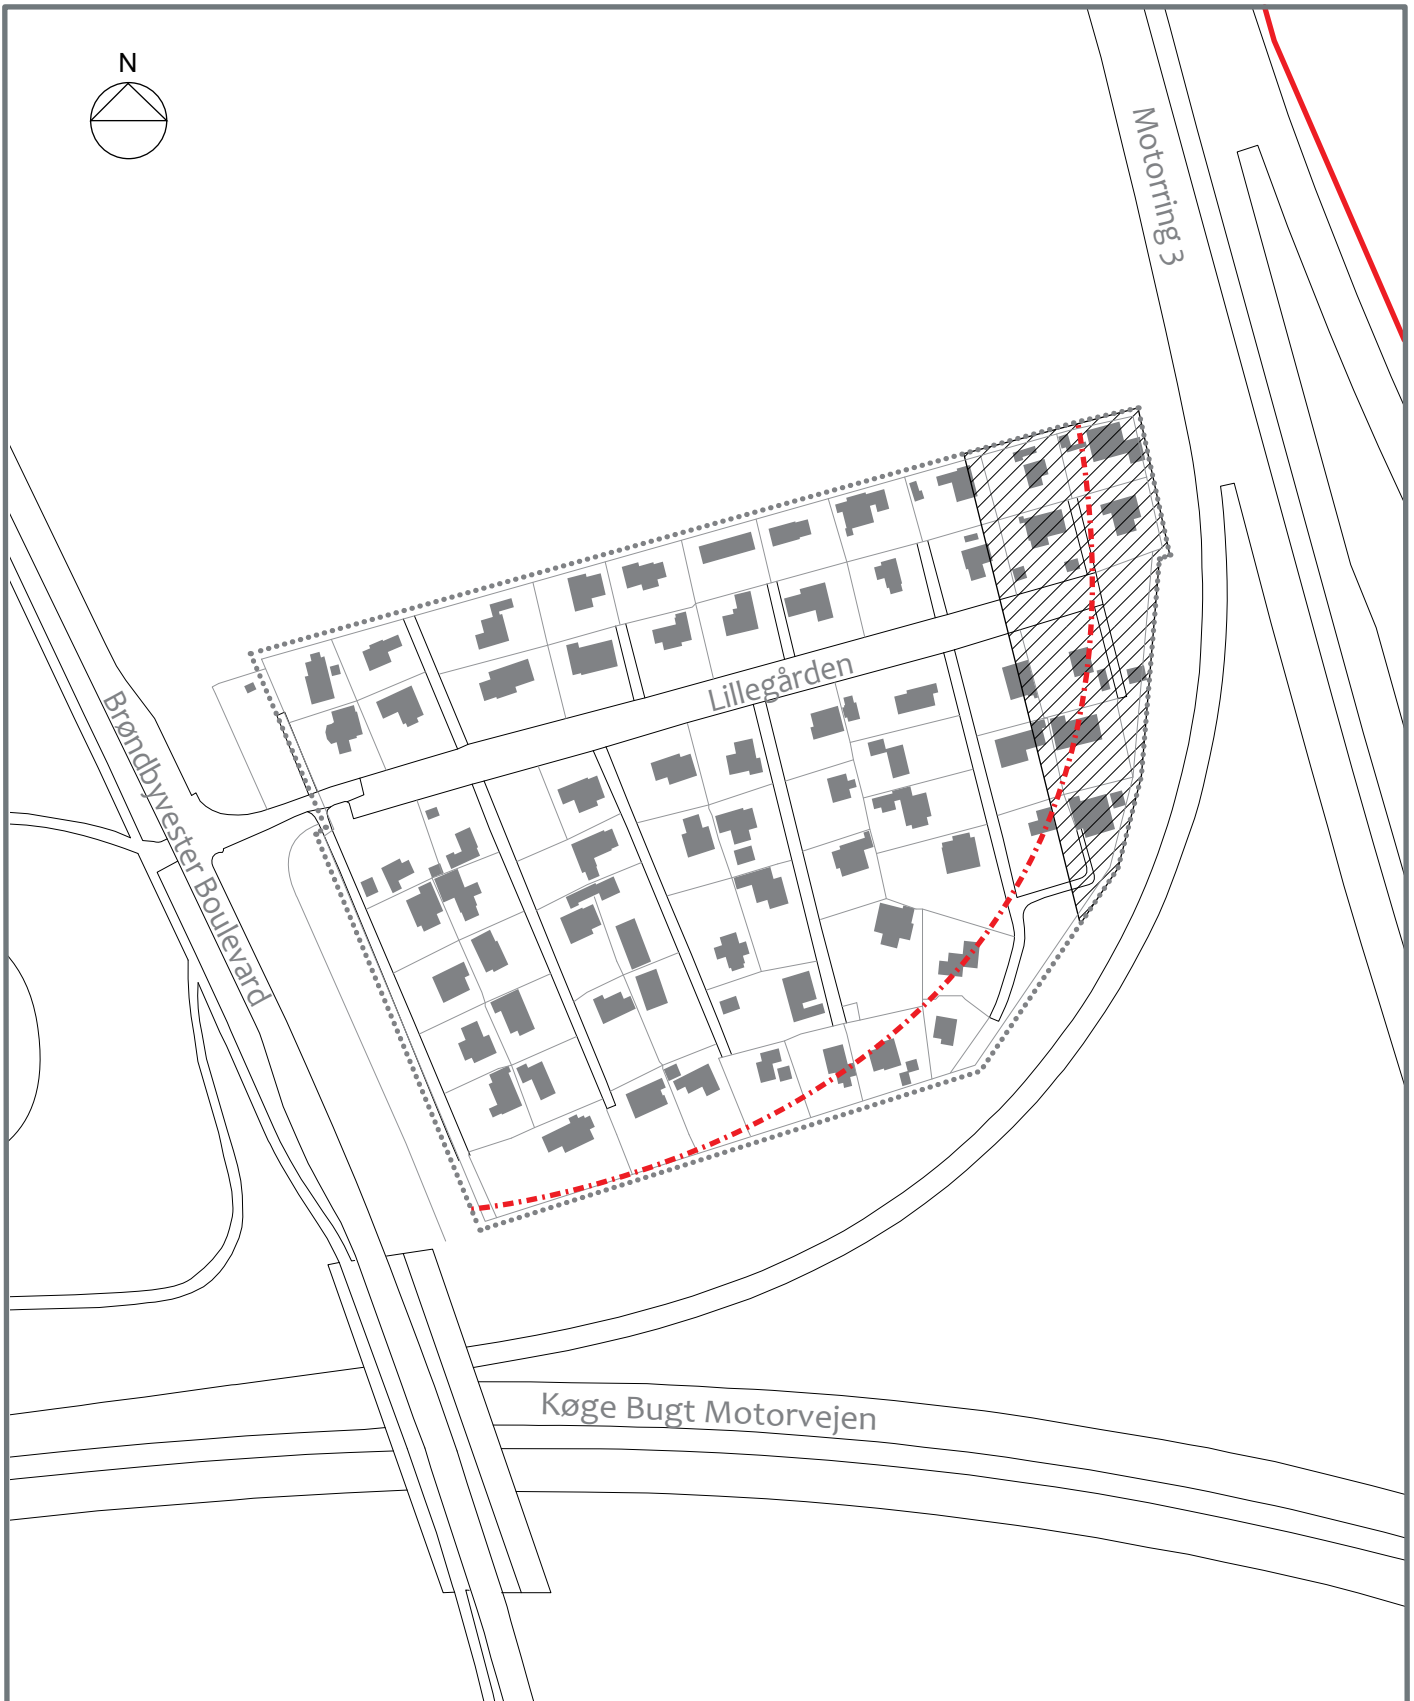 N
Motorring 3
Lillegården
Brøndbyvester Boulevard
Køge Bugt Motorvejen